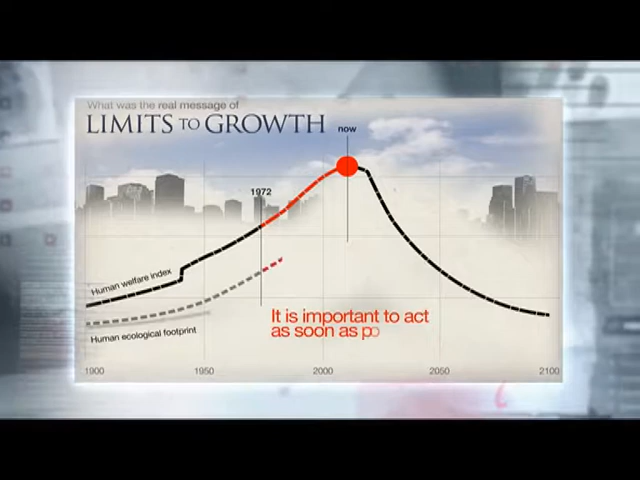 What was the real message of
LIMITS TO GROWTH
now
1972
Human welfare index
Human ecological footprint
It is important to act
as soon as po
1900 1950 2000 2050 2100